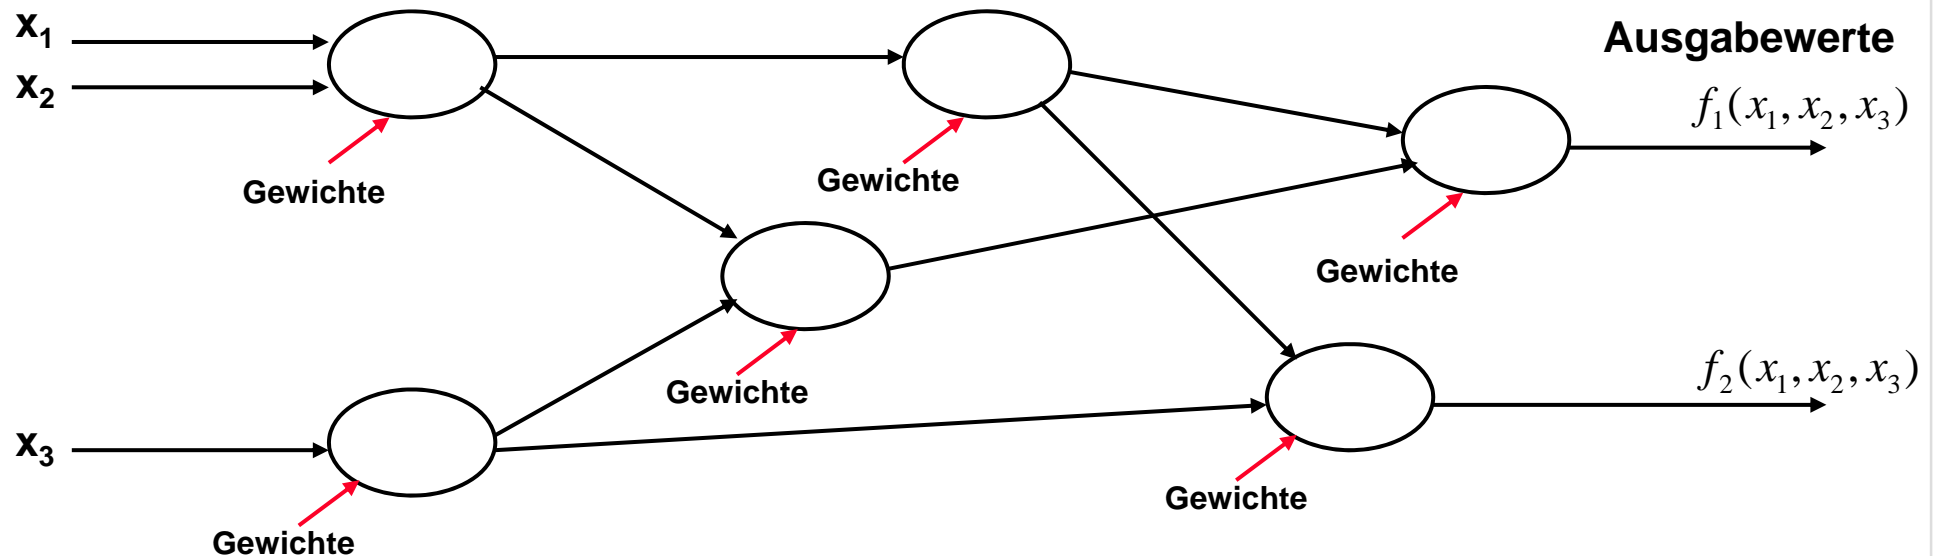 x₁
x₂
Ausgabewerte
f₁(x₁, x₂, x₃)
Gewichte
Gewichte
Gewichte
Gewichte
f₂(x₁, x₂, x₃)
x₃
Gewichte
Gewichte